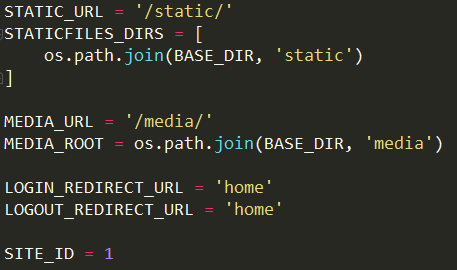 STATIC_URL = '/static/'
STATICFILES_DIRS = [
    os.path.join(BASE_DIR, 'static')
]

MEDIA_URL = '/media/'
MEDIA_ROOT = os.path.join(BASE_DIR, 'media')

LOGIN_REDIRECT_URL = 'home'
LOGOUT_REDIRECT_URL = 'home'

SITE_ID = 1